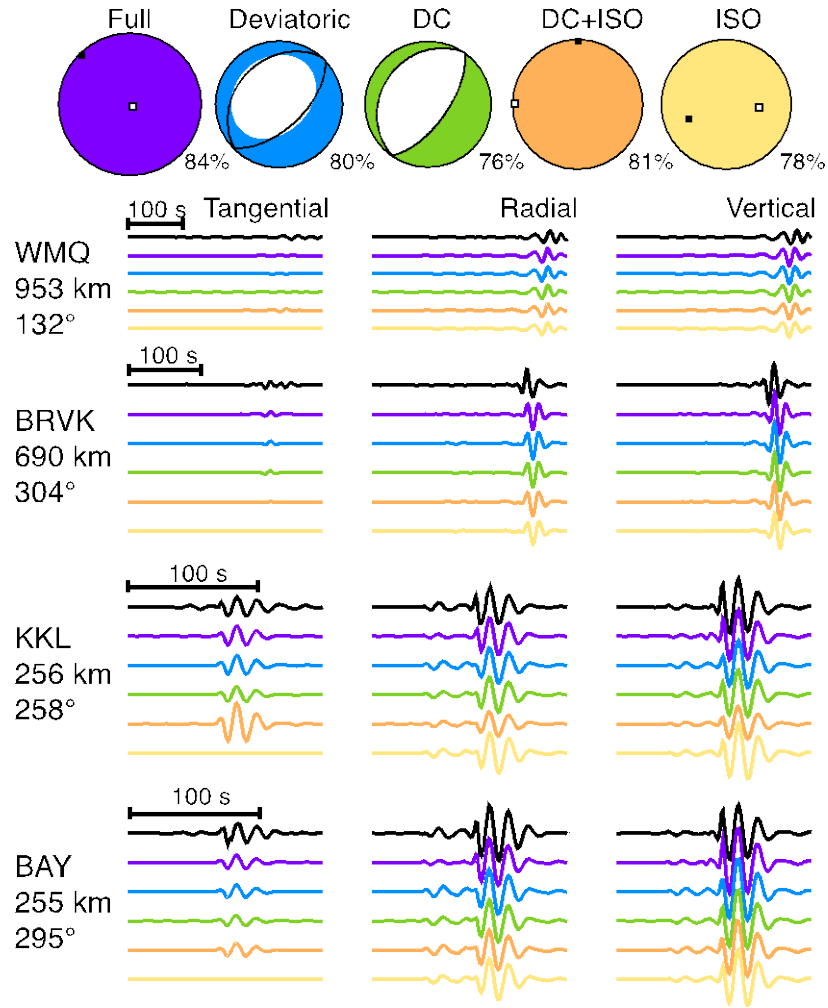 Full Deviatoric DC DC+ISO ISO
84% 80% 76% 81% 78%
100 s Tangential Radial Vertical
WMQ
953 km
132°
100 s
BRVK
690 km
304°
100 s
KKL
256 km
258°
100 s
BAY
255 km
295°